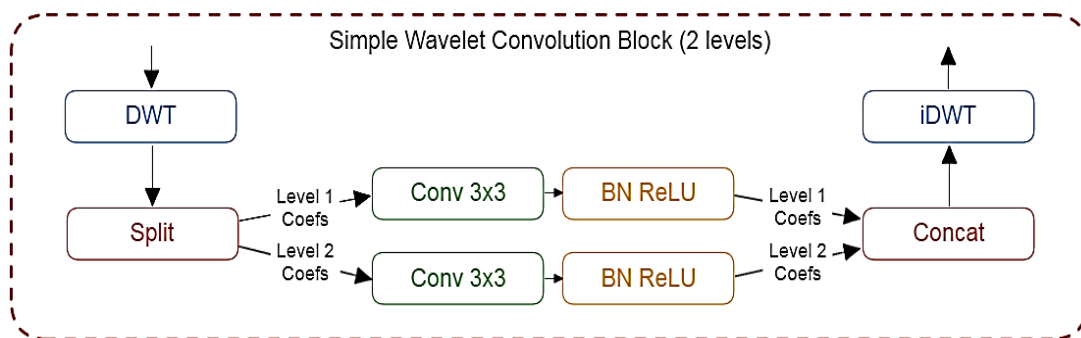 Simple Wavelet Convolution Block (2 levels)
DWT
iDWT
Split
Level 1
Coefs
Conv 3x3
BN ReLU
Level 1
Coefs
Concat
Level 2
Coefs
Conv 3x3
BN ReLU
Level 2
Coefs